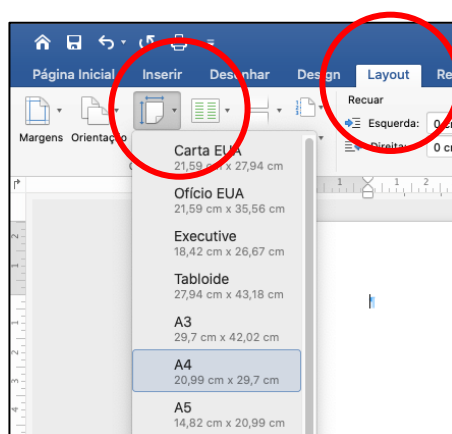 Página Inicial Inserir Desenhar Design Layout
Recuar
Esquerda:
Direita:
Margens Orientação
Carta EUA
21,59 cm x 27,94 cm
Ofício EUA
21,59 cm x 35,56 cm
Executive
18,42 cm x 26,67 cm
Tabloide
27,94 cm x 43,18 cm
A3
29,7 cm x 42,02 cm
A4
20,99 cm x 29,7 cm
A5
14,82 cm x 20,99 cm